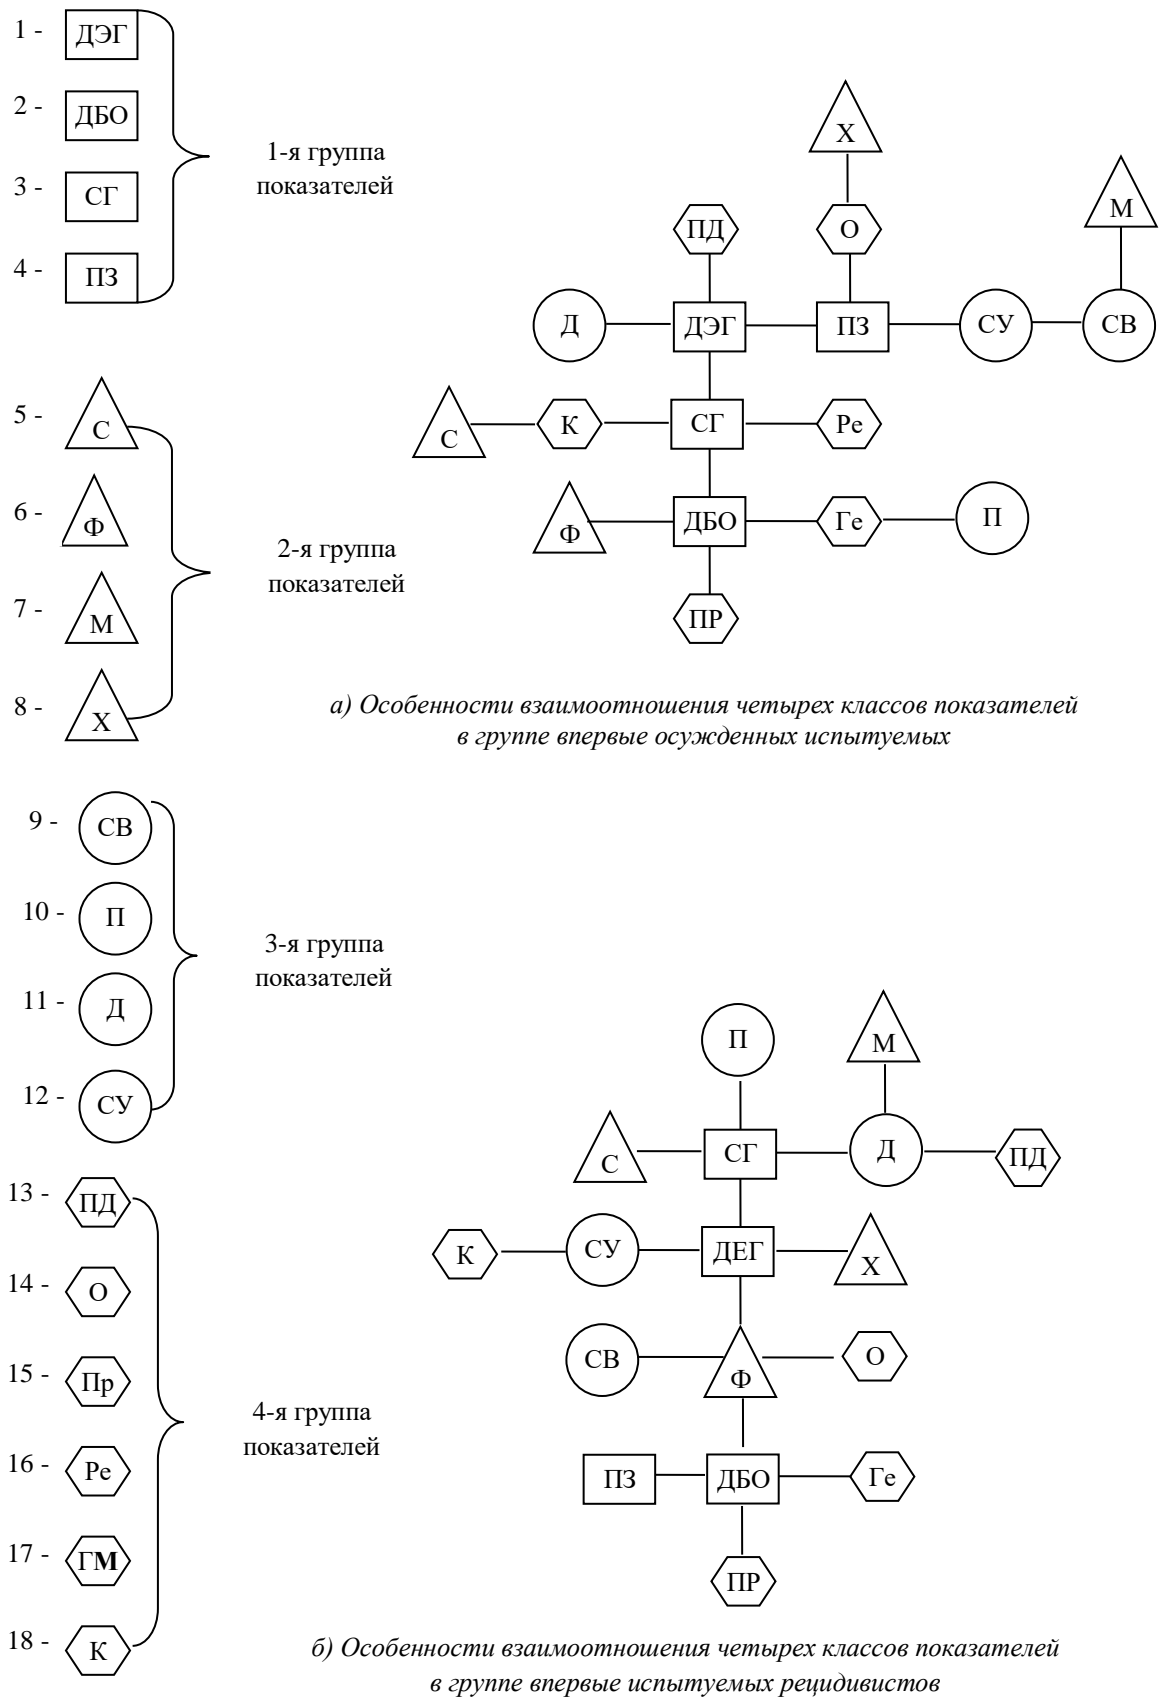 1 - ДЭГ
2 - ДБО
3 - СГ
4 - ПЗ
1-я группа
показателей
5 - С
6 - Ф
7 - М
8 - Х
2-я группа
показателей
Х
М
ПД
О
Д ДЭГ ПЗ СУ СВ
С К СГ Ре
Ф ДБО Ге П
ПР
а) Особенности взаимоотношения четырех классов показателей
в группе впервые осужденных испытуемых
9 - СВ
10 - П
11 - Д
12 - СУ
3-я группа
показателей
13 - ПД
14 - О
15 - Пр
16 - Ре
17 - ГМ
18 - К
4-я группа
показателей
П М
С СГ Д ПД
К СУ ДЕГ Х
СВ Ф О
ПЗ ДБО Ге
ПР
б) Особенности взаимоотношения четырех классов показателей
в группе впервые испытуемых рецидивистов